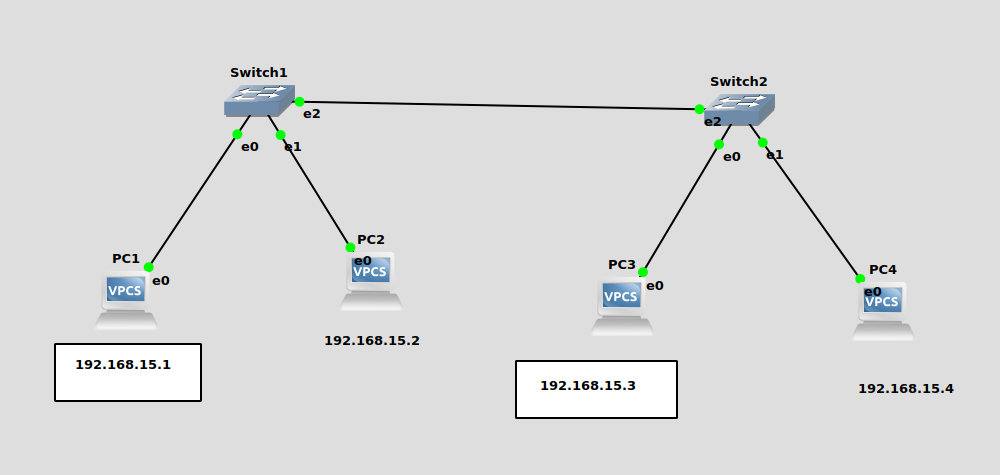 Switch1
Switch2
e2
e2
e0
e1
e0
e1
PC1
e0
VPCS
PC2
e0
VPCS
PC3
e0
VPCS
PC4
e0
VPCS
192.168.15.1
192.168.15.2
192.168.15.3
192.168.15.4